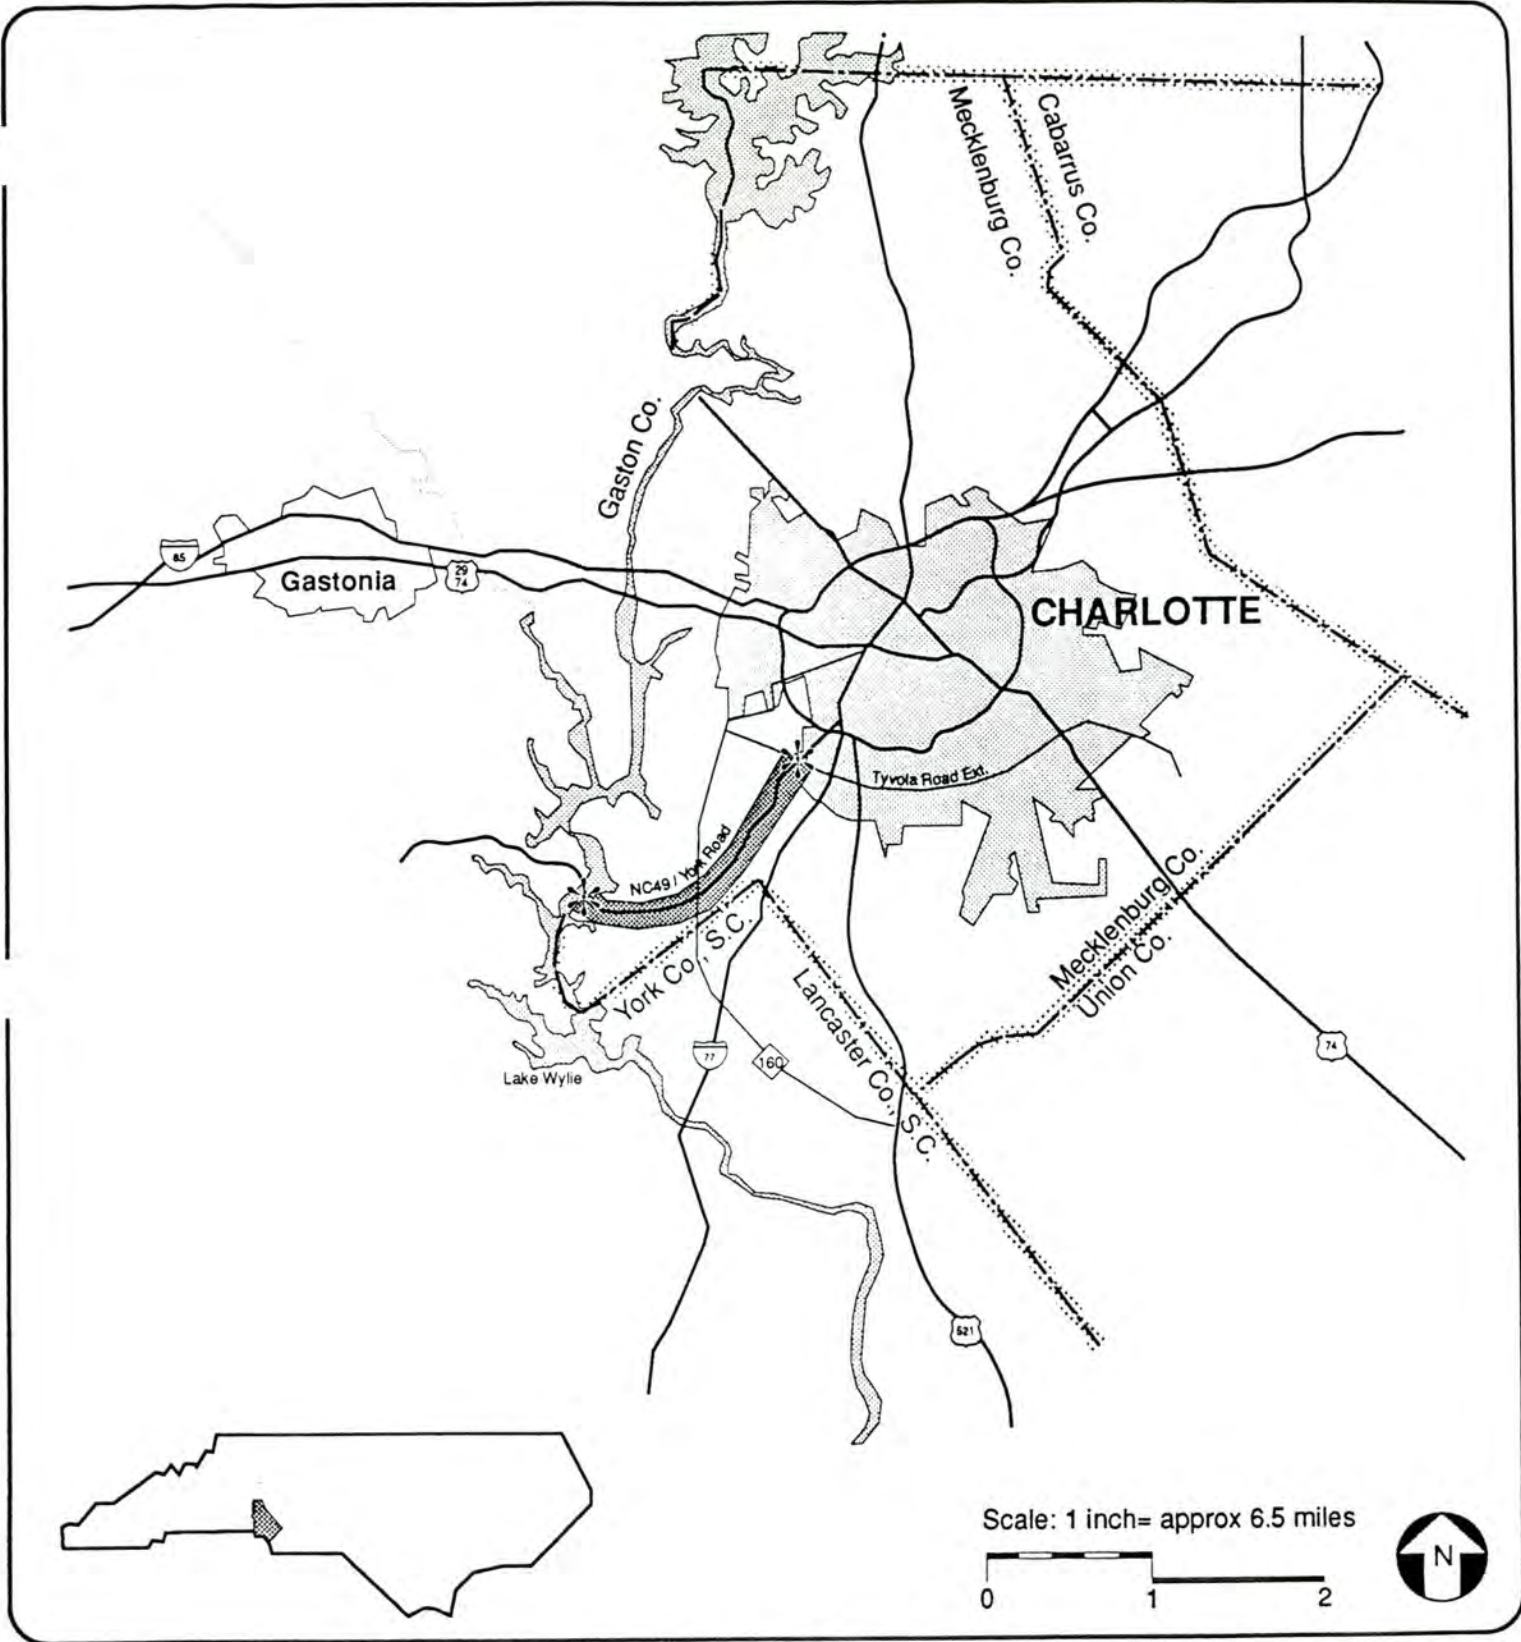 Mecklenburg Co.
Cabarrus Co.
Gaston Co.
85
Gastonia
29
74
CHARLOTTE
Tyvola Road Ext.
NC49 / York Road
York Co., S.C.
Mecklenburg Co.
Union Co.
Lancaster Co., S.C.
77
160
74
Lake Wylie
521
Scale: 1 inch= approx 6.5 miles
0 1 2
N